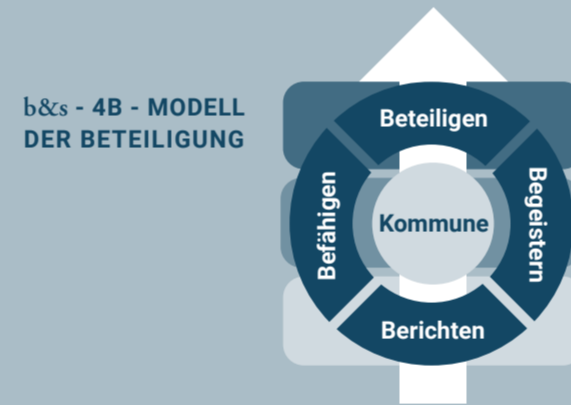 b&s - 4B - MODELL
DER BETEILIGUNG
Beteiligen
Befähigen
Kommune
Begeistern
Berichten